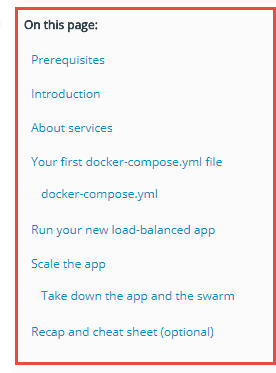 On this page:
Prerequisites
Introduction
About services
Your first docker-compose.yml file
docker-compose.yml
Run your new load-balanced app
Scale the app
Take down the app and the swarm
Recap and cheat sheet (optional)